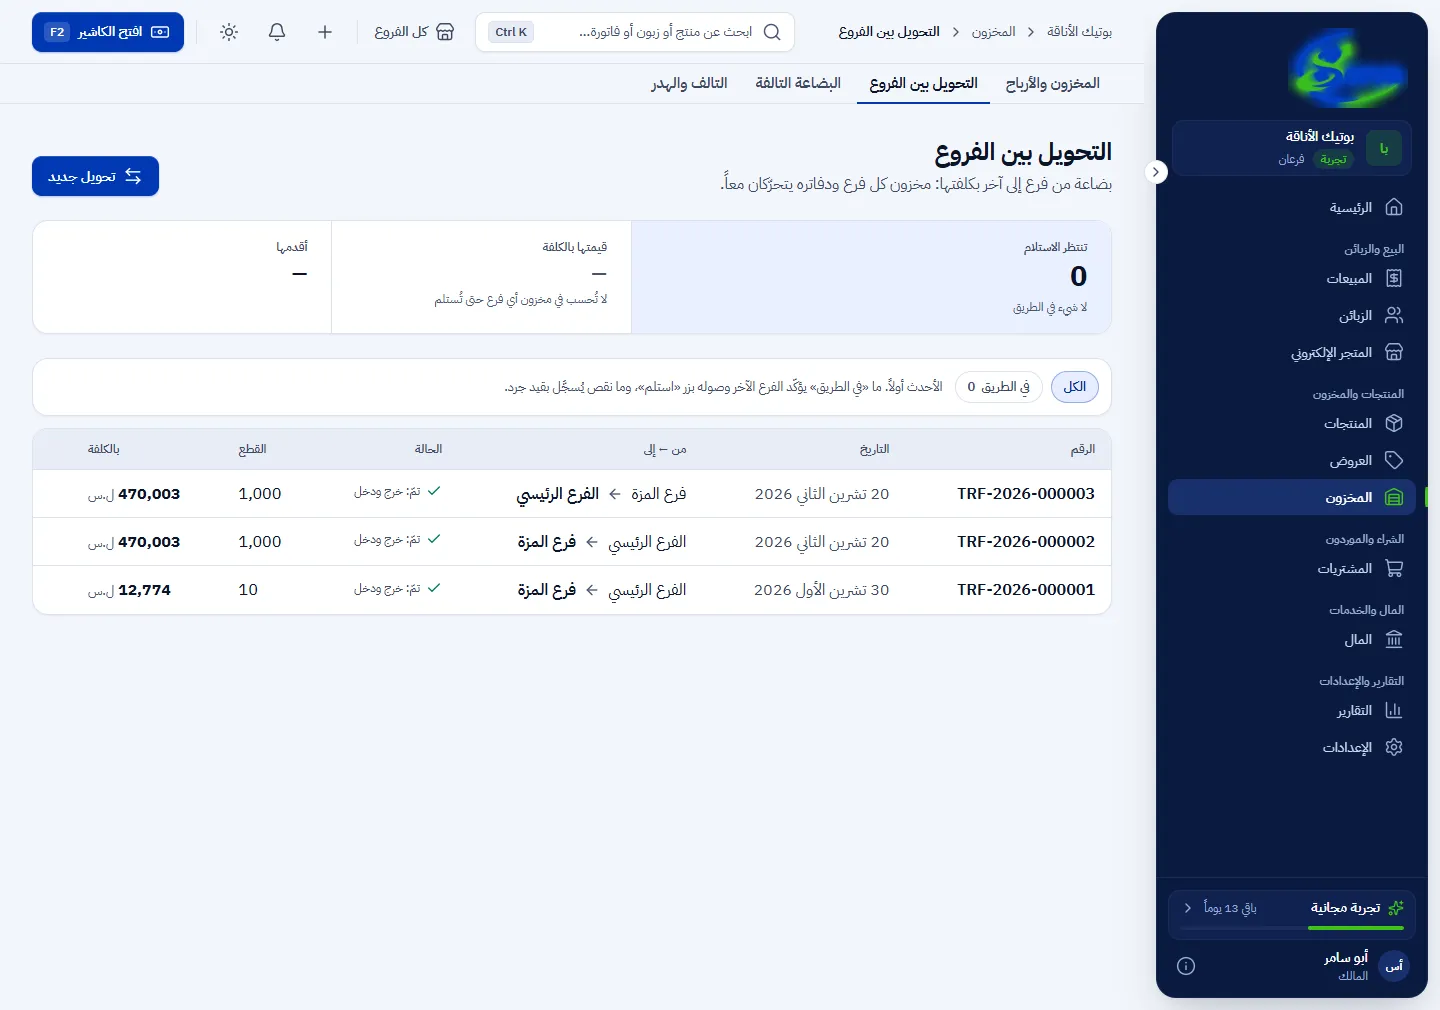 بوتيك الأناقة
المخزون
التحويل بين الفروع
ابحث عن منتج أو زبون أو فاتورة...
Ctrl K
كل الفروع
افتح الكاشير
F2
المخزون والأرباح
التحويل بين الفروع
البضاعة التالفة
التالف والهدر
التحويل بين الفروع
بضاعة من فرع إلى آخر بكلفتها: مخزون كل فرع ودفاتره يتحرّكان معاً.
تحويل جديد
تنتظر الاستلام
0
لا شيء في الطريق
قيمتها بالكلفة
—
لا تُحسب في مخزون أي فرع حتى تُستلم
أقدمها
—
الكل
في الطريق 0
الأحدث أولاً. ما «في الطريق» يؤكّد الفرع الآخر وصوله بزر «استلم»، وما نقص يُسجَّل بقيد جرد.
الرقم
التاريخ
من ← إلى
الحالة
القطع
بالكلفة
TRF-2026-000003
20 تشرين الثاني 2026
فرع المزة ← الفرع الرئيسي
تمّ: خرج ودخل
1,000
470,003 ل.س
TRF-2026-000002
20 تشرين الثاني 2026
الفرع الرئيسي ← فرع المزة
تمّ: خرج ودخل
1,000
470,003 ل.س
TRF-2026-000001
30 تشرين الأول 2026
الفرع الرئيسي ← فرع المزة
تمّ: خرج ودخل
10
12,774 ل.س
با
بوتيك الأناقة
تجربة
فرعان
الرئيسية
البيع والزبائن
المبيعات
الزبائن
المتجر الإلكتروني
المنتجات والمخزون
المنتجات
العروض
المخزون
الشراء والموردون
المشتريات
المال والخدمات
المال
التقارير والإعدادات
التقارير
الإعدادات
تجربة مجانية
باقي 13 يوماً
أس
أبو سامر
المالك